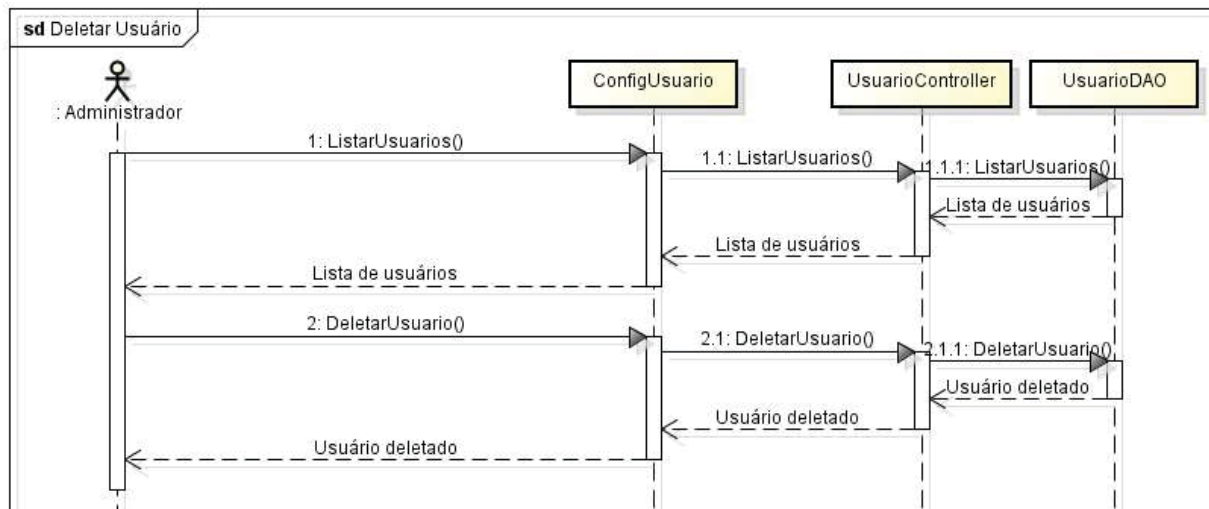 sd Deletar Usuário
: Administrador
ConfigUsuario
UsuarioController
UsuarioDAO
1: ListarUsuarios()
1.1: ListarUsuarios()
1.1.1: ListarUsuarios()
Lista de usuários
Lista de usuários
Lista de usuários
2: DeletarUsuario()
2.1: DeletarUsuario()
2.1.1: DeletarUsuario()
Usuário deletado
Usuário deletado
Usuário deletado